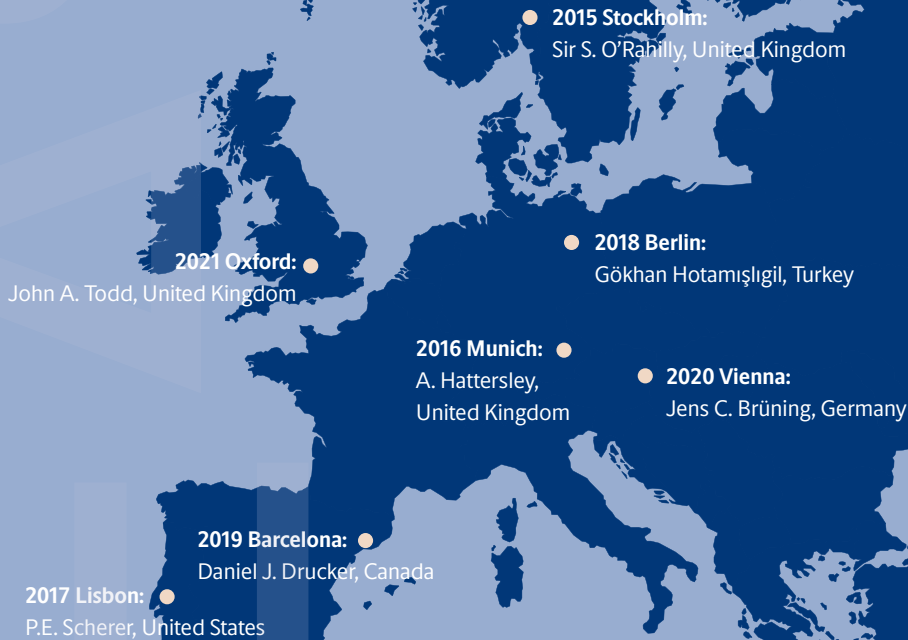 2015 Stockholm:
Sir S. O’Rahilly, United Kingdom
2018 Berlin:
Gökhan Hotamışlıgil, Turkey
2021 Oxford:
John A. Todd, United Kingdom
2016 Munich:
A. Hattersley,
United Kingdom
2020 Vienna:
Jens C. Brüning, Germany
2019 Barcelona:
Daniel J. Drucker, Canada
2017 Lisbon:
P.E. Scherer, United States